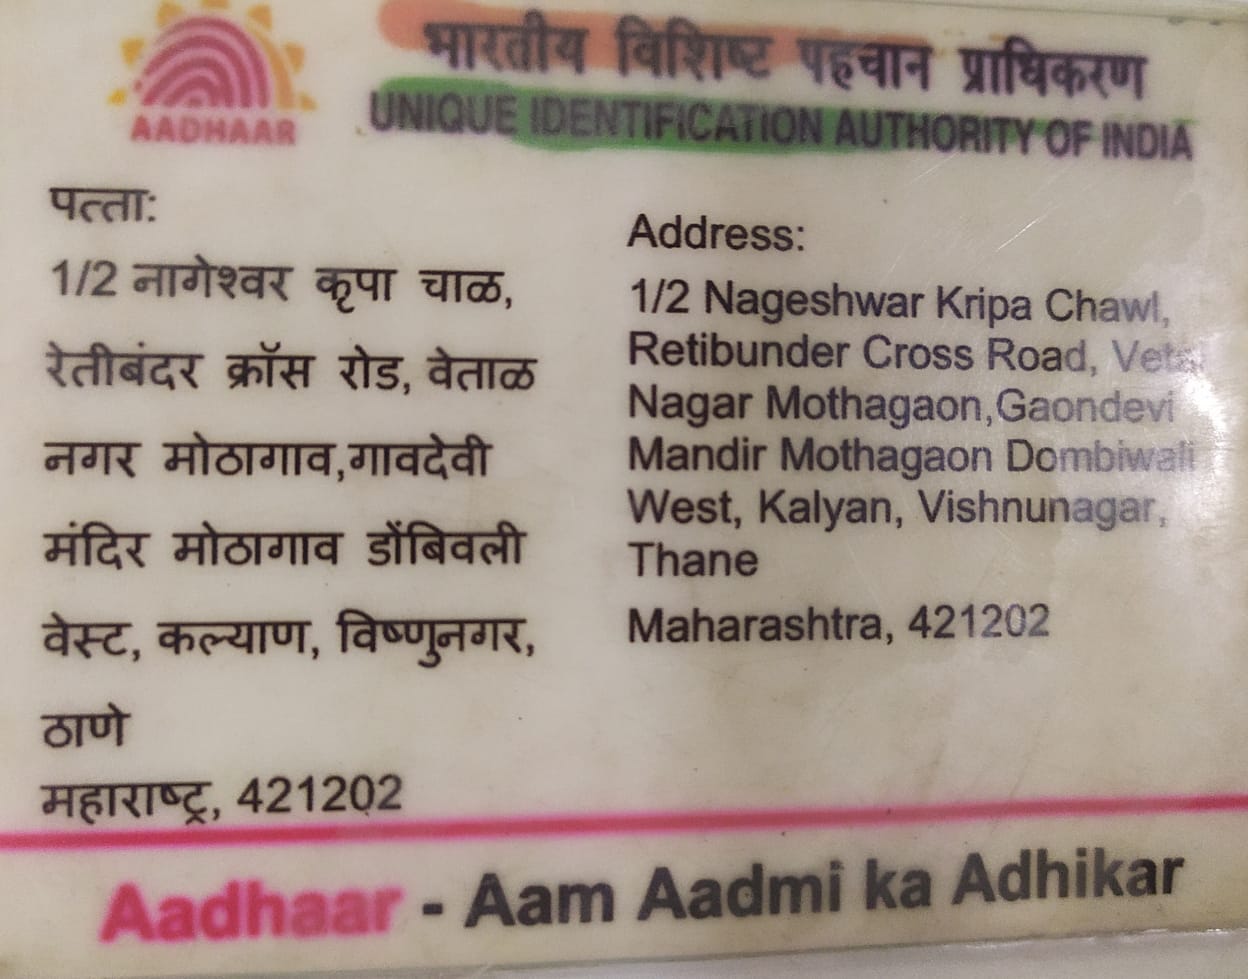 AADHAAR
भारतीय विशिष्ट पहचान प्राधिकरण
UNIQUE IDENTIFICATION AUTHORITY OF INDIA
पत्ता:
1/2 नागेश्वर कृपा चाळ,
रेतीबंदर क्रॉस रोड, वेताळ
नगर मोठागाव,गावदेवी
मंदिर मोठागाव डोंबिवली
वेस्ट, कल्याण, विष्णुनगर,
ठाणे
महाराष्ट्र, 421202
Address:
1/2 Nageshwar Kripa Chawl,
Retibunder Cross Road, Vetal
Nagar Mothagaon,Gaondevi
Mandir Mothagaon Dombiwali
West, Kalyan, Vishnunagar,
Thane
Maharashtra, 421202
Aadhaar - Aam Aadmi ka Adhikar